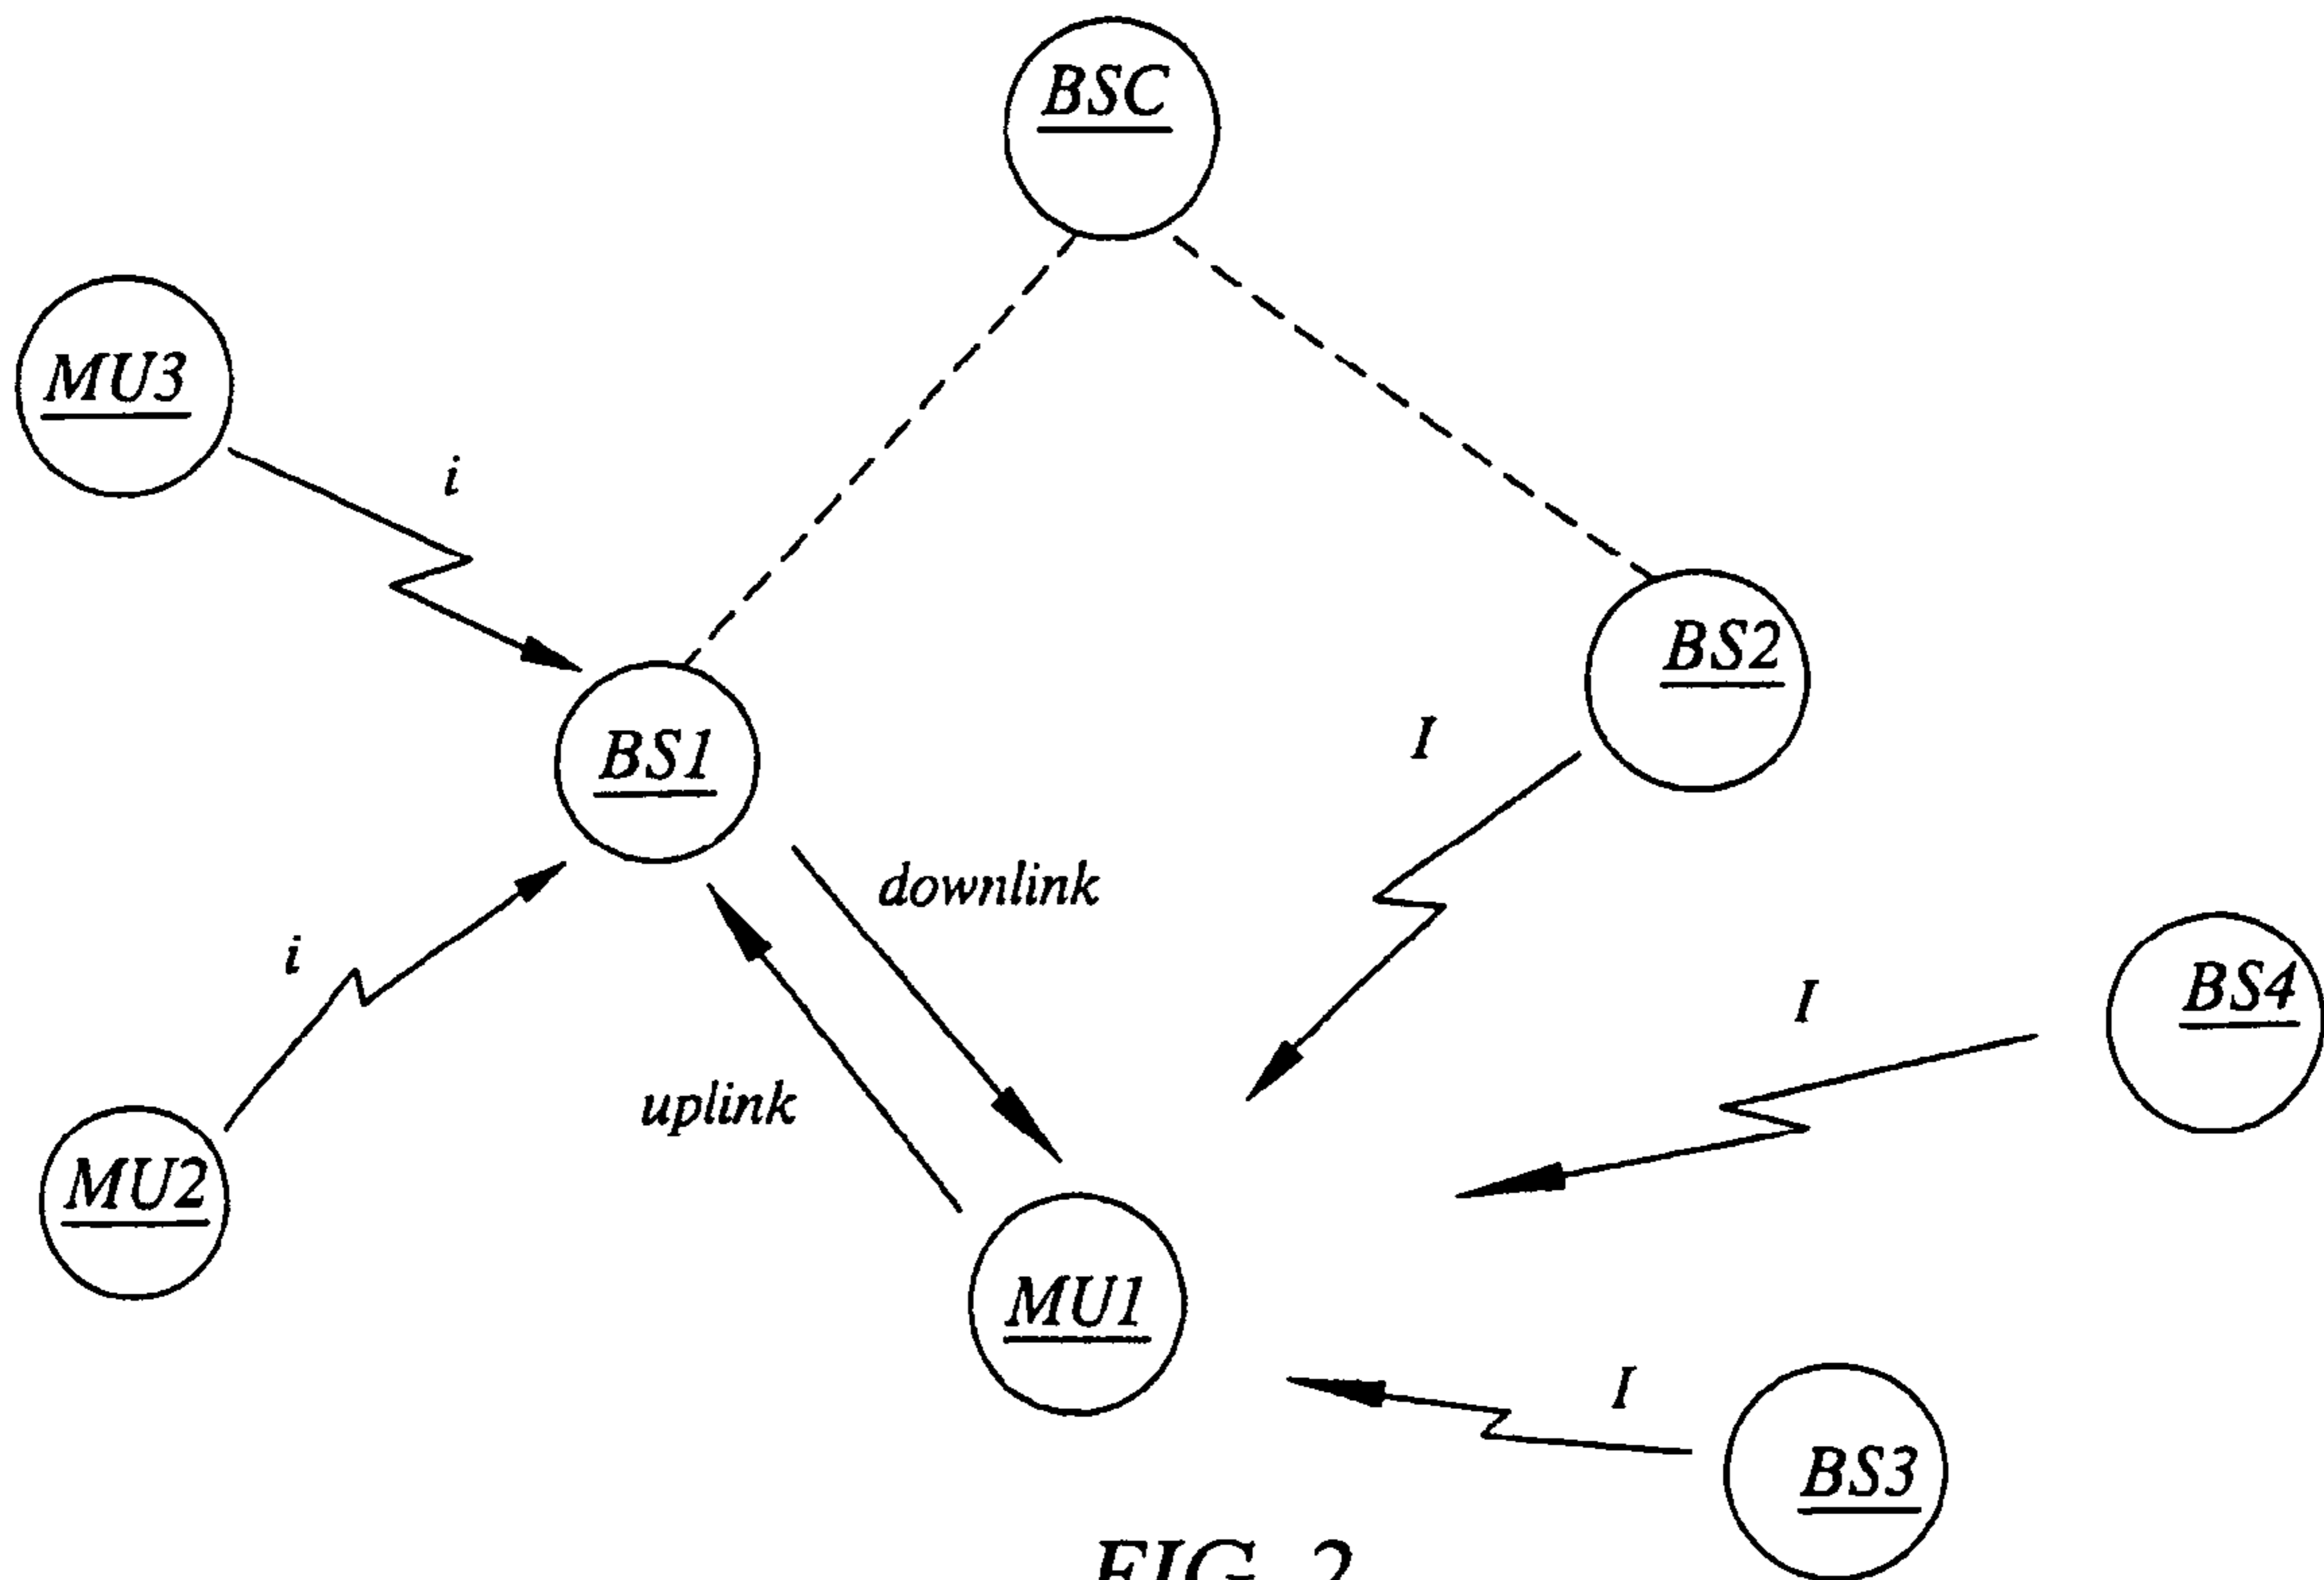 BSC
MU3
i
BS2
I
BS1
downlink
i
BS4
I
uplink
MU2
MU1
I
BS3
FIG. 2